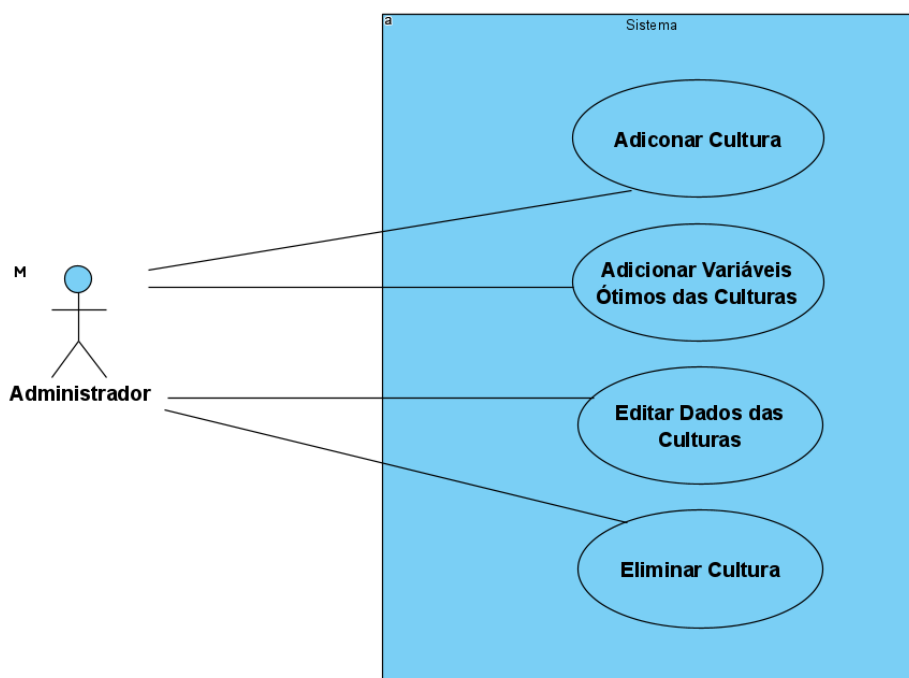 a
Sistema
Adiconar Cultura
Adicionar Variáveis
Ótimos das Culturas
M
Administrador
Editar Dados das
Culturas
Eliminar Cultura